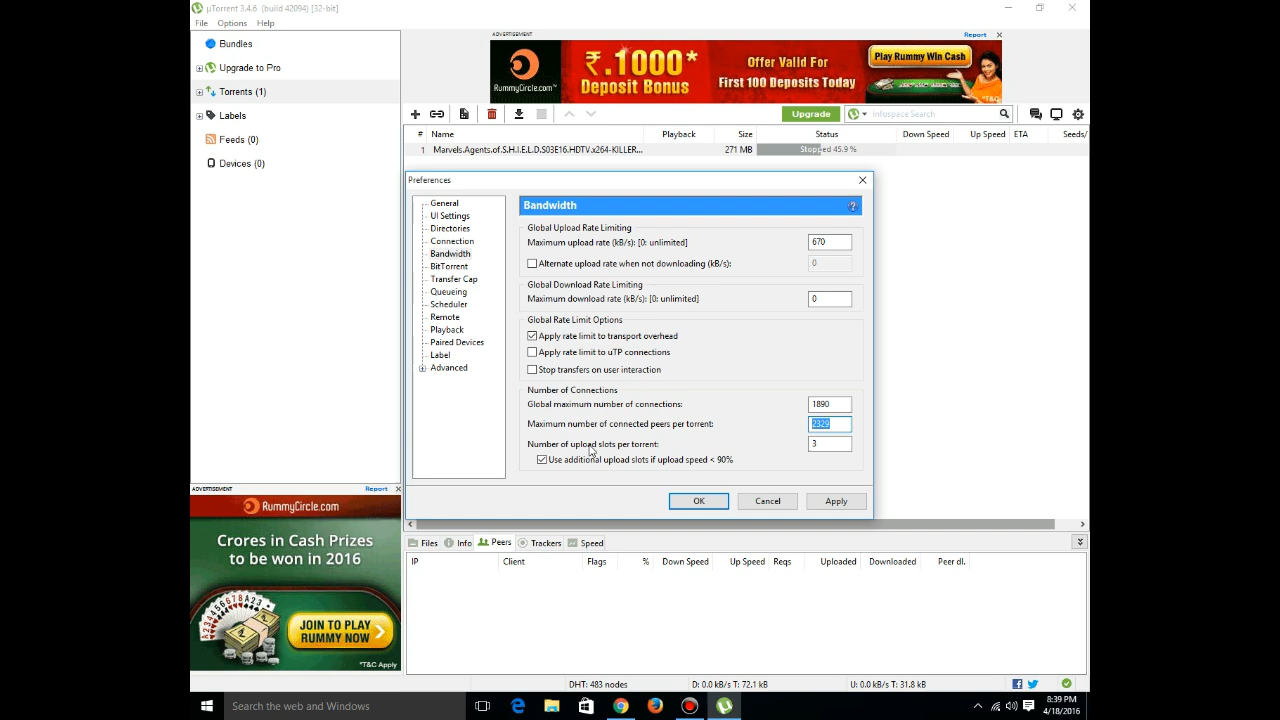 µTorrent 3.4.6 (build 42094) [32-bit]
File Options Help
Bundles
Upgrade to Pro
Torrents (1)
Labels
Feeds (0)
Devices (0)
ADVERTISEMENT
Report
RummyCircle.com
₹.1000*
Deposit Bonus
Offer Valid For
First 100 Deposits Today
Play Rummy Win Cash
*T&C
Upgrade
Infospace Search
# Name Playback Size Status Down Speed Up Speed ETA Seeds/
1 Marvels.Agents.of.S.H.I.E.L.D.S03E16.HDTV.x264-KILLER... 271 MB Stopped 45.9 %
Preferences
General
UI Settings
Directories
Connection
Bandwidth
BitTorrent
Transfer Cap
Queueing
Scheduler
Remote
Playback
Paired Devices
Label
Advanced
Bandwidth
Global Upload Rate Limiting
Maximum upload rate (kB/s): [0: unlimited] 670
Alternate upload rate when not downloading (kB/s): 0
Global Download Rate Limiting
Maximum download rate (kB/s): [0: unlimited] 0
Global Rate Limit Options
Apply rate limit to transport overhead
Apply rate limit to uTP connections
Stop transfers on user interaction
Number of Connections
Global maximum number of connections: 1890
Maximum number of connected peers per torrent: 2329
Number of upload slots per torrent: 3
Use additional upload slots if upload speed < 90%
OK Cancel Apply
ADVERTISEMENT
Report
RummyCircle.com
Crores in Cash Prizes
to be won in 2016
JOIN TO PLAY
RUMMY NOW
*T&C Apply
Files Info Peers Trackers Speed
IP Client Flags % Down Speed Up Speed Reqs Uploaded Downloaded Peer dl.
DHT: 483 nodes D: 0.0 kB/s T: 72.1 kB U: 0.0 kB/s T: 31.8 kB
Search the web and Windows
8:39 PM
4/18/2016